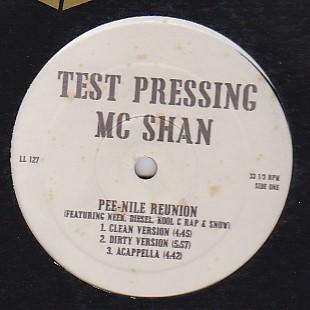 TEST PRESSING
MC SHAN
LL 127
33 1/3 RPM
SIDE ONE
PEE-NILE REUNION
(FEATURING NEEK, DIESEL, KOOL G RAP & SNOW)
1. CLEAN VERSION (4:45)
2. DIRTY VERSION (5:57)
3. ACAPPELLA (4:42)